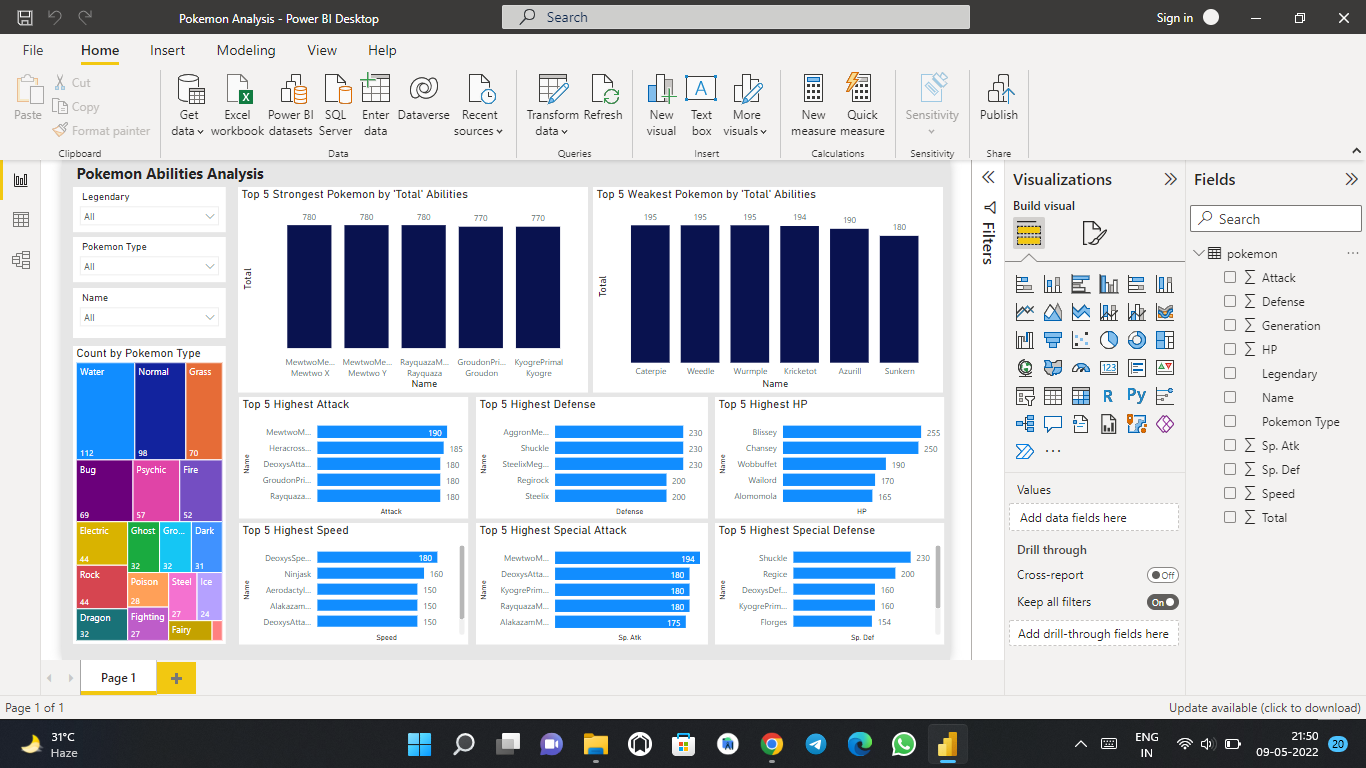 Pokemon Analysis - Power BI Desktop
Search
Sign in
File
Home
Insert
Modeling
View
Help
Paste
Cut
Copy
Format painter
Clipboard
Get data
Excel workbook
Power BI datasets
SQL Server
Enter data
Dataverse
Recent sources
Data
Transform data
Refresh
Queries
New visual
Text box
More visuals
Insert
New measure
Quick measure
Calculations
Sensitivity
Sensitivity
Publish
Share
Pokemon Abilities Analysis
Legendary
All
Pokemon Type
All
Name
All
Count by Pokemon Type
Water
112
Normal
98
Grass
70
Bug
69
Psychic
57
Fire
52
Electric
44
Ghost
32
Gro...
32
Dark
31
Rock
44
Poison
28
Steel
27
Ice
24
Dragon
32
Fighting
27
Fairy
Top 5 Strongest Pokemon by 'Total' Abilities
780 780 780 770 770
Total
MewtwoMe... MewtwoMe... RayquazaM... GroudonPri... KyogrePrimal
Mewtwo X Mewtwo Y Rayquaza Groudon Kyogre
Name
Top 5 Weakest Pokemon by 'Total' Abilities
195 195 195 194 190 180
Total
Caterpie Weedle Wurmple Kricketot Azurill Sunkern
Name
Top 5 Highest Attack
Name
MewtwoM... 190
Heracross... 185
DeoxysAtta... 180
GroudonPri... 180
Rayquaza... 180
Attack
Top 5 Highest Defense
Name
AggronMe... 230
Shuckle 230
SteelixMeg... 230
Regirock 200
Steelix 200
Defense
Top 5 Highest HP
Name
Blissey 255
Chansey 250
Wobbuffet 190
Wailord 170
Alomomola 165
HP
Top 5 Highest Speed
Name
DeoxysSpe... 180
Ninjask 160
Aerodactyl... 150
Alakazam... 150
DeoxysAtta... 150
Speed
Top 5 Highest Special Attack
Name
MewtwoM... 194
DeoxysAtta... 180
KyogrePrim... 180
RayquazaM... 180
AlakazamM... 175
Sp. Atk
Top 5 Highest Special Defense
Name
Shuckle 230
Regice 200
DeoxysDef... 160
KyogrePrim... 160
Florges 154
Sp. Def
Filters
Visualizations
Build visual
123
R
Py
...
Values
Add data fields here
Drill through
Cross-report
Off
Keep all filters
On
Add drill-through fields here
Fields
Search
pokemon
...
Attack
Defense
Generation
HP
Legendary
Name
Pokemon Type
Sp. Atk
Sp. Def
Speed
Total
Page 1
+
Page 1 of 1
Update available (click to download)
31°C
Haze
ENG
IN
21:50
09-05-2022
20